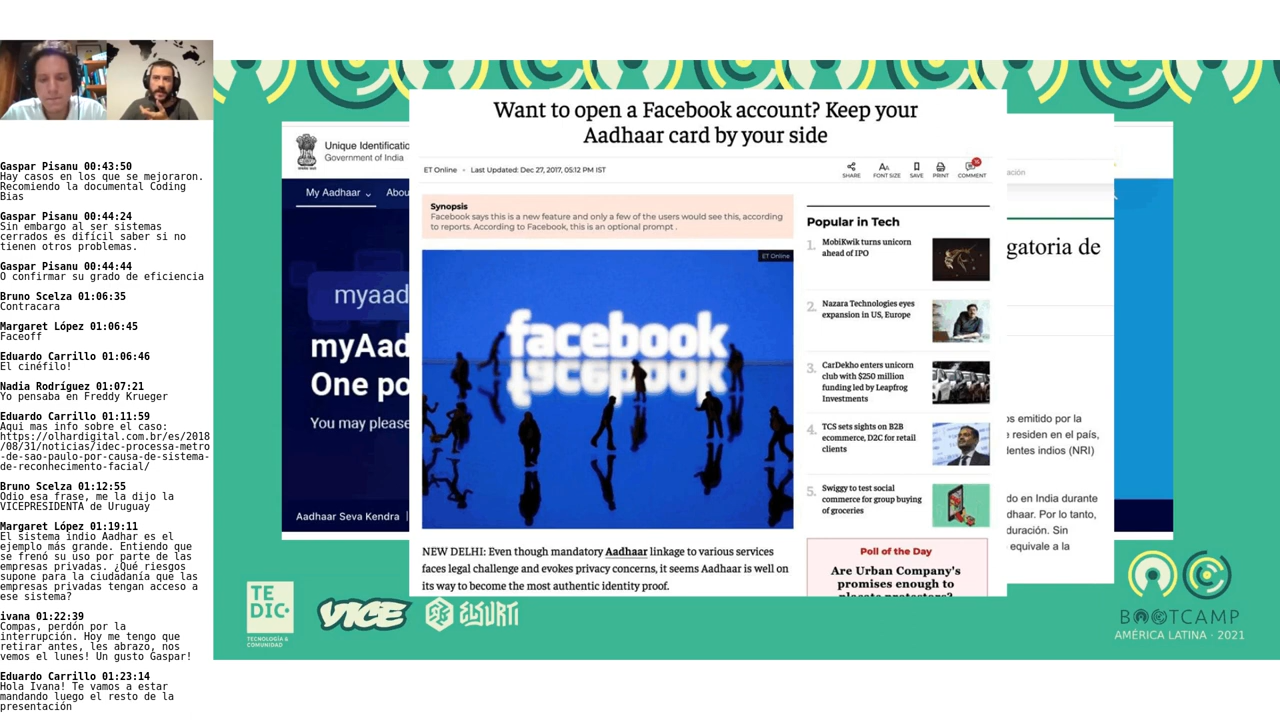 Gaspar Pisanu 00:43:50
Hay casos en los que se mejoraron.
Recomiendo la documental Coding
Bias
Gaspar Pisanu 00:44:24
Sin embargo al ser sistemas
cerrados es difícil saber si no
tienen otros problemas.
Gaspar Pisanu 00:44:44
O confirmar su grado de eficiencia
Bruno Scelza 01:06:35
Contracara
Margaret López 01:06:45
Faceoff
Eduardo Carrillo 01:06:46
El cinéfilo!
Nadia Rodríguez 01:07:21
Yo pensaba en Freddy Krueger
Eduardo Carrillo 01:11:59
Aqui mas info sobre el caso:
https://olhardigital.com.br/es/2018
/08/31/noticias/idec-processa-metro
-de-sao-paulo-por-causa-de-sistema-
de-reconhecimento-facial/
Bruno Scelza 01:12:55
Odio esa frase, me la dijo la
VICEPRESIDENTA de Uruguay
Margaret López 01:19:11
El sistema indio Aadhar es el
ejemplo más grande. Entiendo que
se frenó su uso por parte de las
empresas privadas. ¿Qué riesgos
supone para la ciudadanía que las
empresas privadas tengan acceso a
ese sistema?
ivana 01:22:39
Compas, perdón por la
interrupción. Hoy me tengo que
retirar antes, les abrazo, nos
vemos el lunes! Un gusto Gaspar!
Eduardo Carrillo 01:23:14
Hola Ivana! Te vamos a estar
mandando luego el resto de la
presentación
Unique Identificatio
Government of India
My Aadhaar
Abou
myaad
myAad
One po
You may please
Aadhaar Seva Kendra |
Want to open a Facebook account? Keep your
Aadhaar card by your side
ET Online • Last Updated: Dec 27, 2017, 05:12 PM IST
SHARE
FONT SIZE
SAVE
PRINT
COMMENT
Synopsis
Facebook says this is a new feature and only a few of the users would see this, according
to reports. According to Facebook, this is an optional prompt .
ET Online
facebook
NEW DELHI: Even though mandatory Aadhaar linkage to various services
faces legal challenge and evokes privacy concerns, it seems Aadhaar is well on
its way to become the most authentic identity proof.
Popular in Tech
1. MobiKwik turns unicorn
ahead of IPO
2. Nazara Technologies eyes
expansion in US, Europe
3. CarDekho enters unicorn
club with $250 million
funding led by Leapfrog
Investments
4. TCS sets sights on B2B
ecommerce, D2C for retail
clients
5. Swiggy to test social
commerce for group buying
of groceries
Poll of the Day
Are Urban Company's
promises enough to
placate protestors?
ación
gatoria de
os emitido por la
e residen en el país,
dentes indios (NRI)
do en India durante
dhaar. Por lo tanto,
duración. Sin
equivale a la
TE
DIC
TECNOLOGÍA &
COMUNIDAD
VICE
ELSURTI
BOOTCAMP
AMÉRICA LATINA · 2021